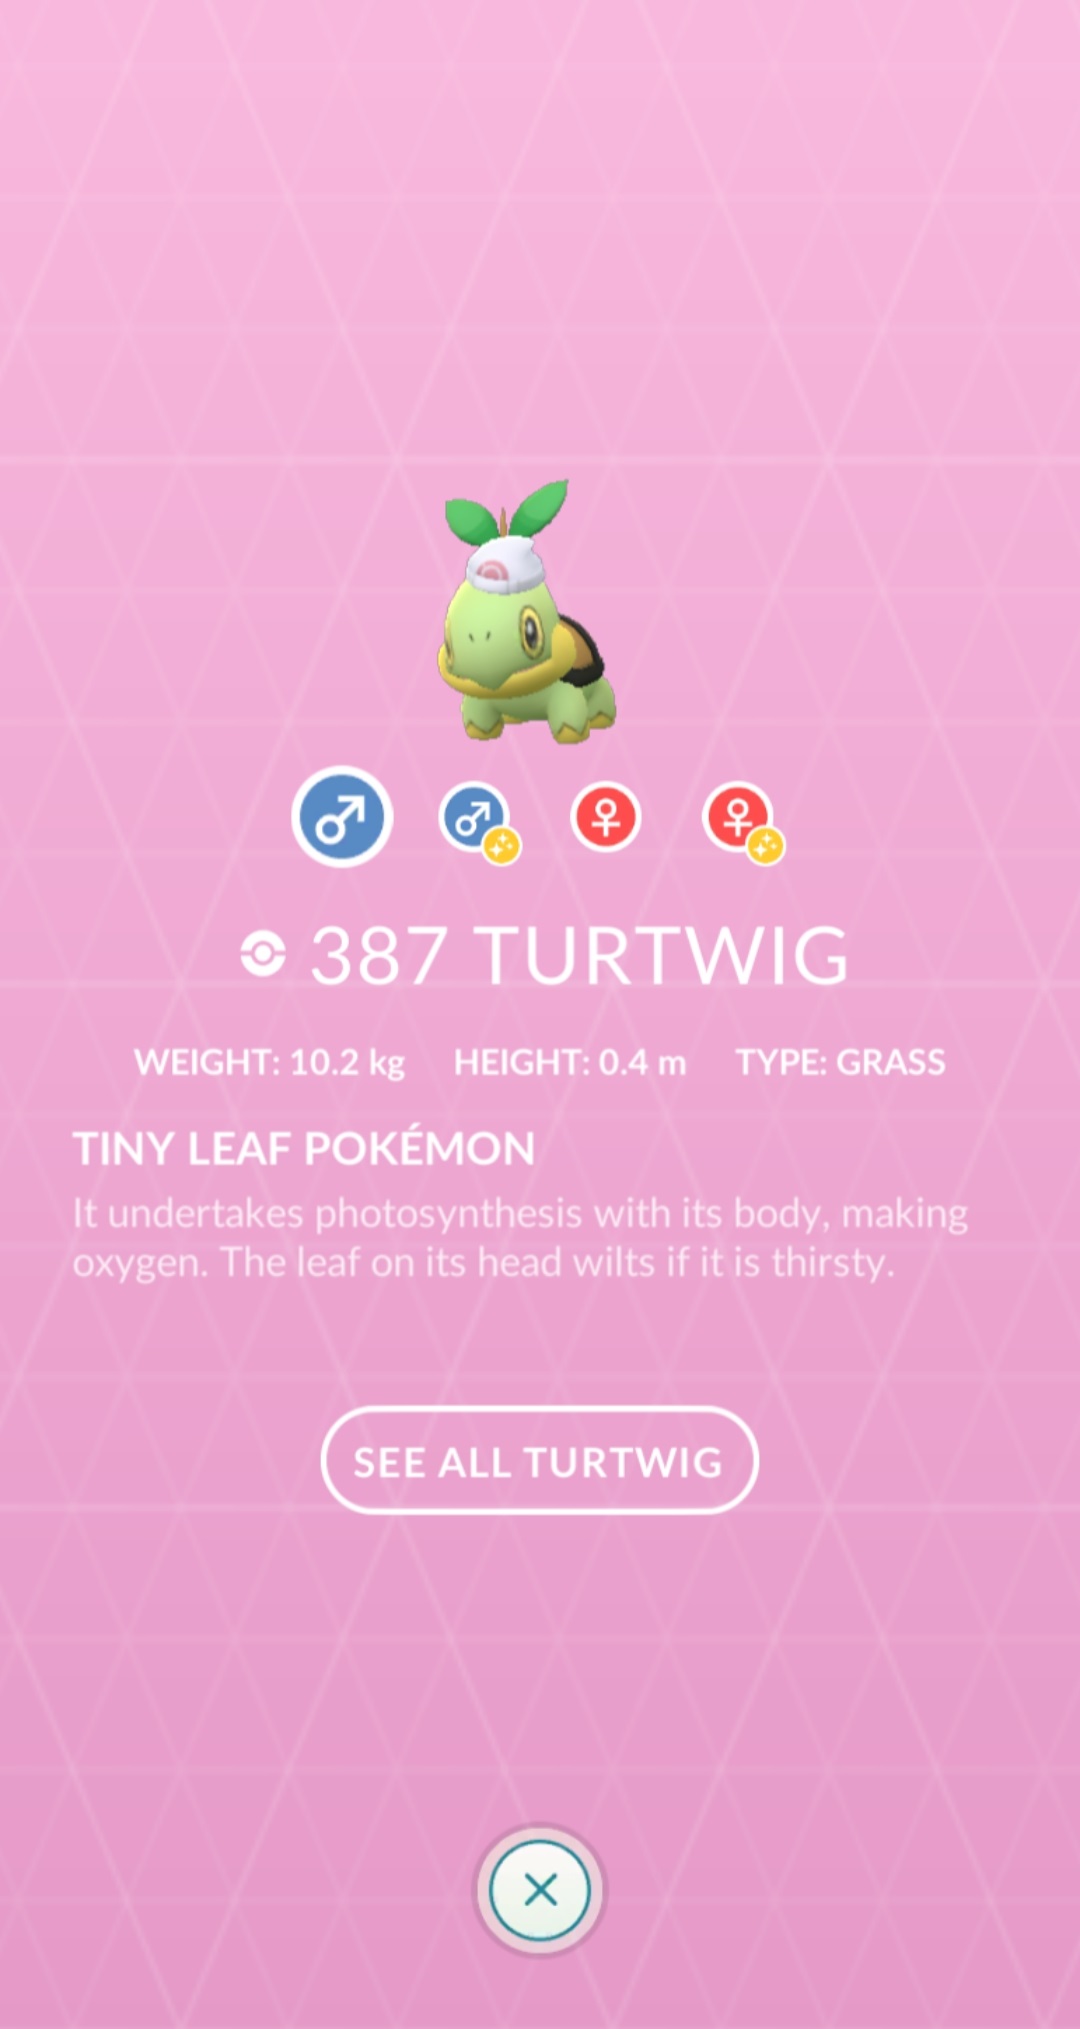 387 TURTWIG
WEIGHT: 10.2 kg HEIGHT: 0.4 m TYPE: GRASS
TINY LEAF POKÉMON
It undertakes photosynthesis with its body, making
oxygen. The leaf on its head wilts if it is thirsty.
SEE ALL TURTWIG